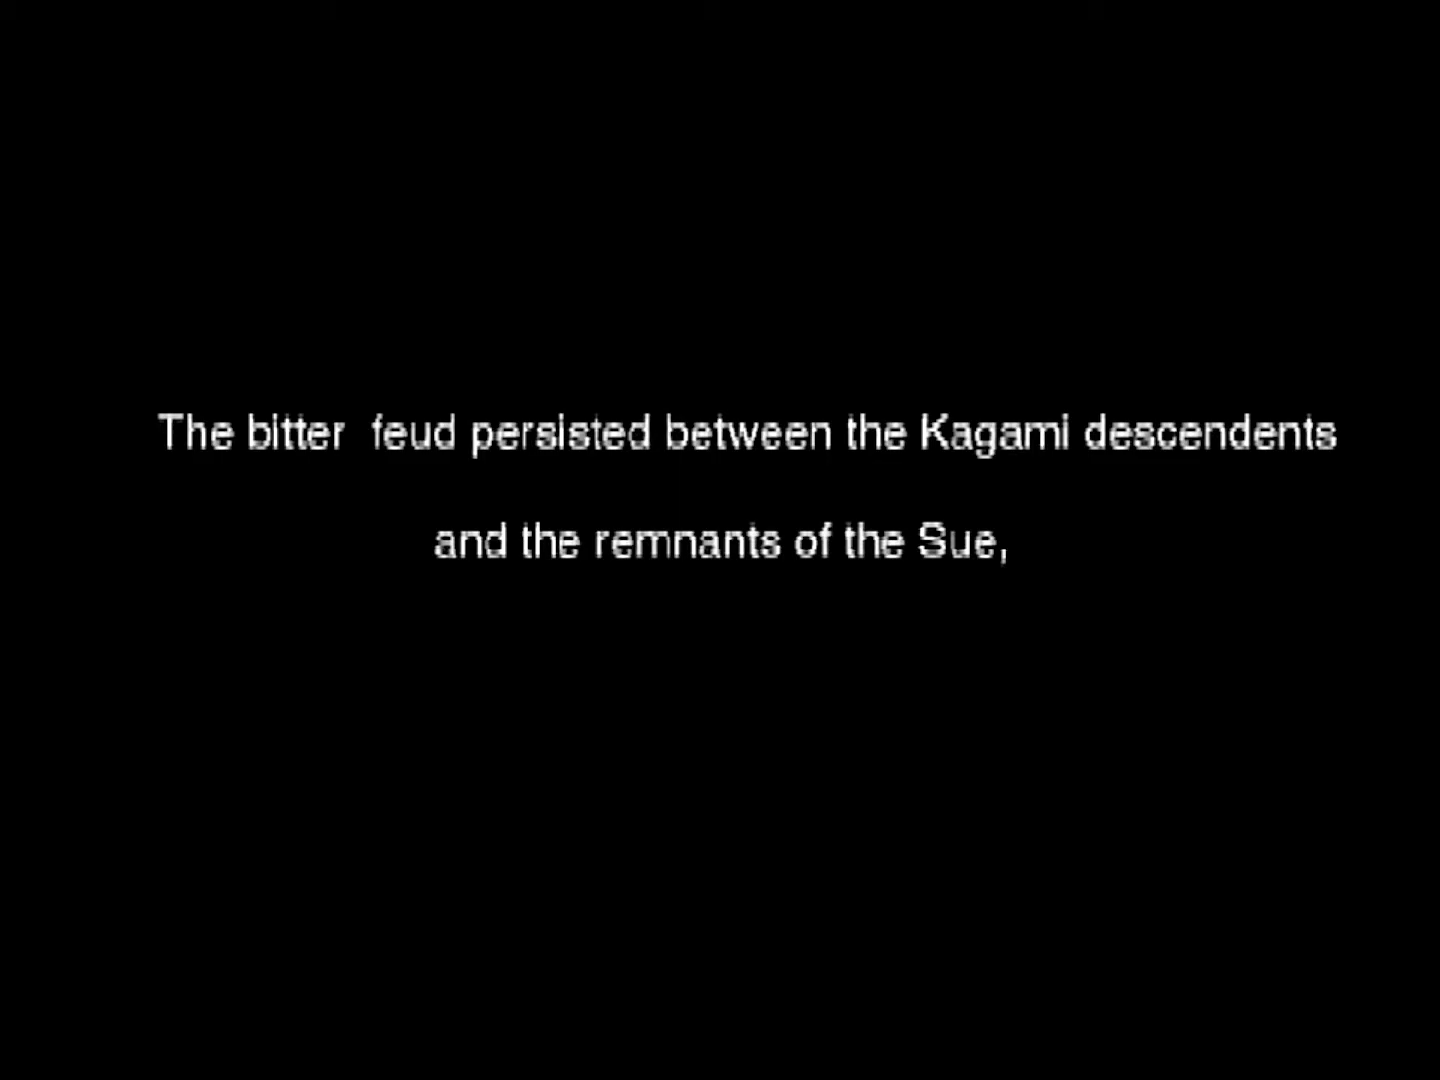 The bitter  feud persisted between the Kagami descendents
and the remnants of the Sue,